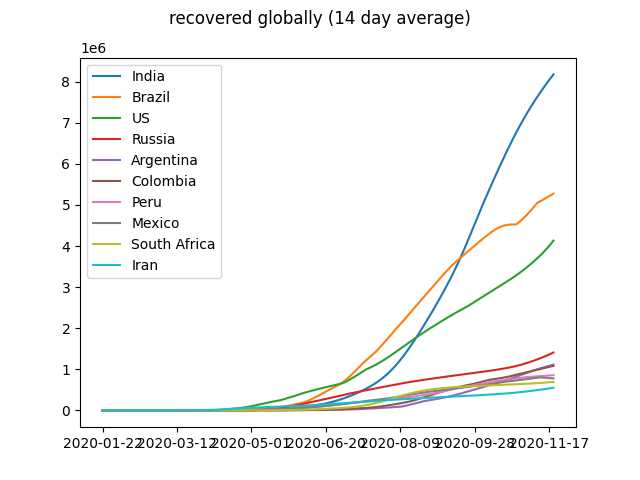 recovered globally (14 day average)
1e6
8
7
6
5
4
3
2
1
0
India
Brazil
US
Russia
Argentina
Colombia
Peru
Mexico
South Africa
Iran
2020-01-22 2020-03-12 2020-05-01 2020-06-20 2020-08-09 2020-09-28 2020-11-17